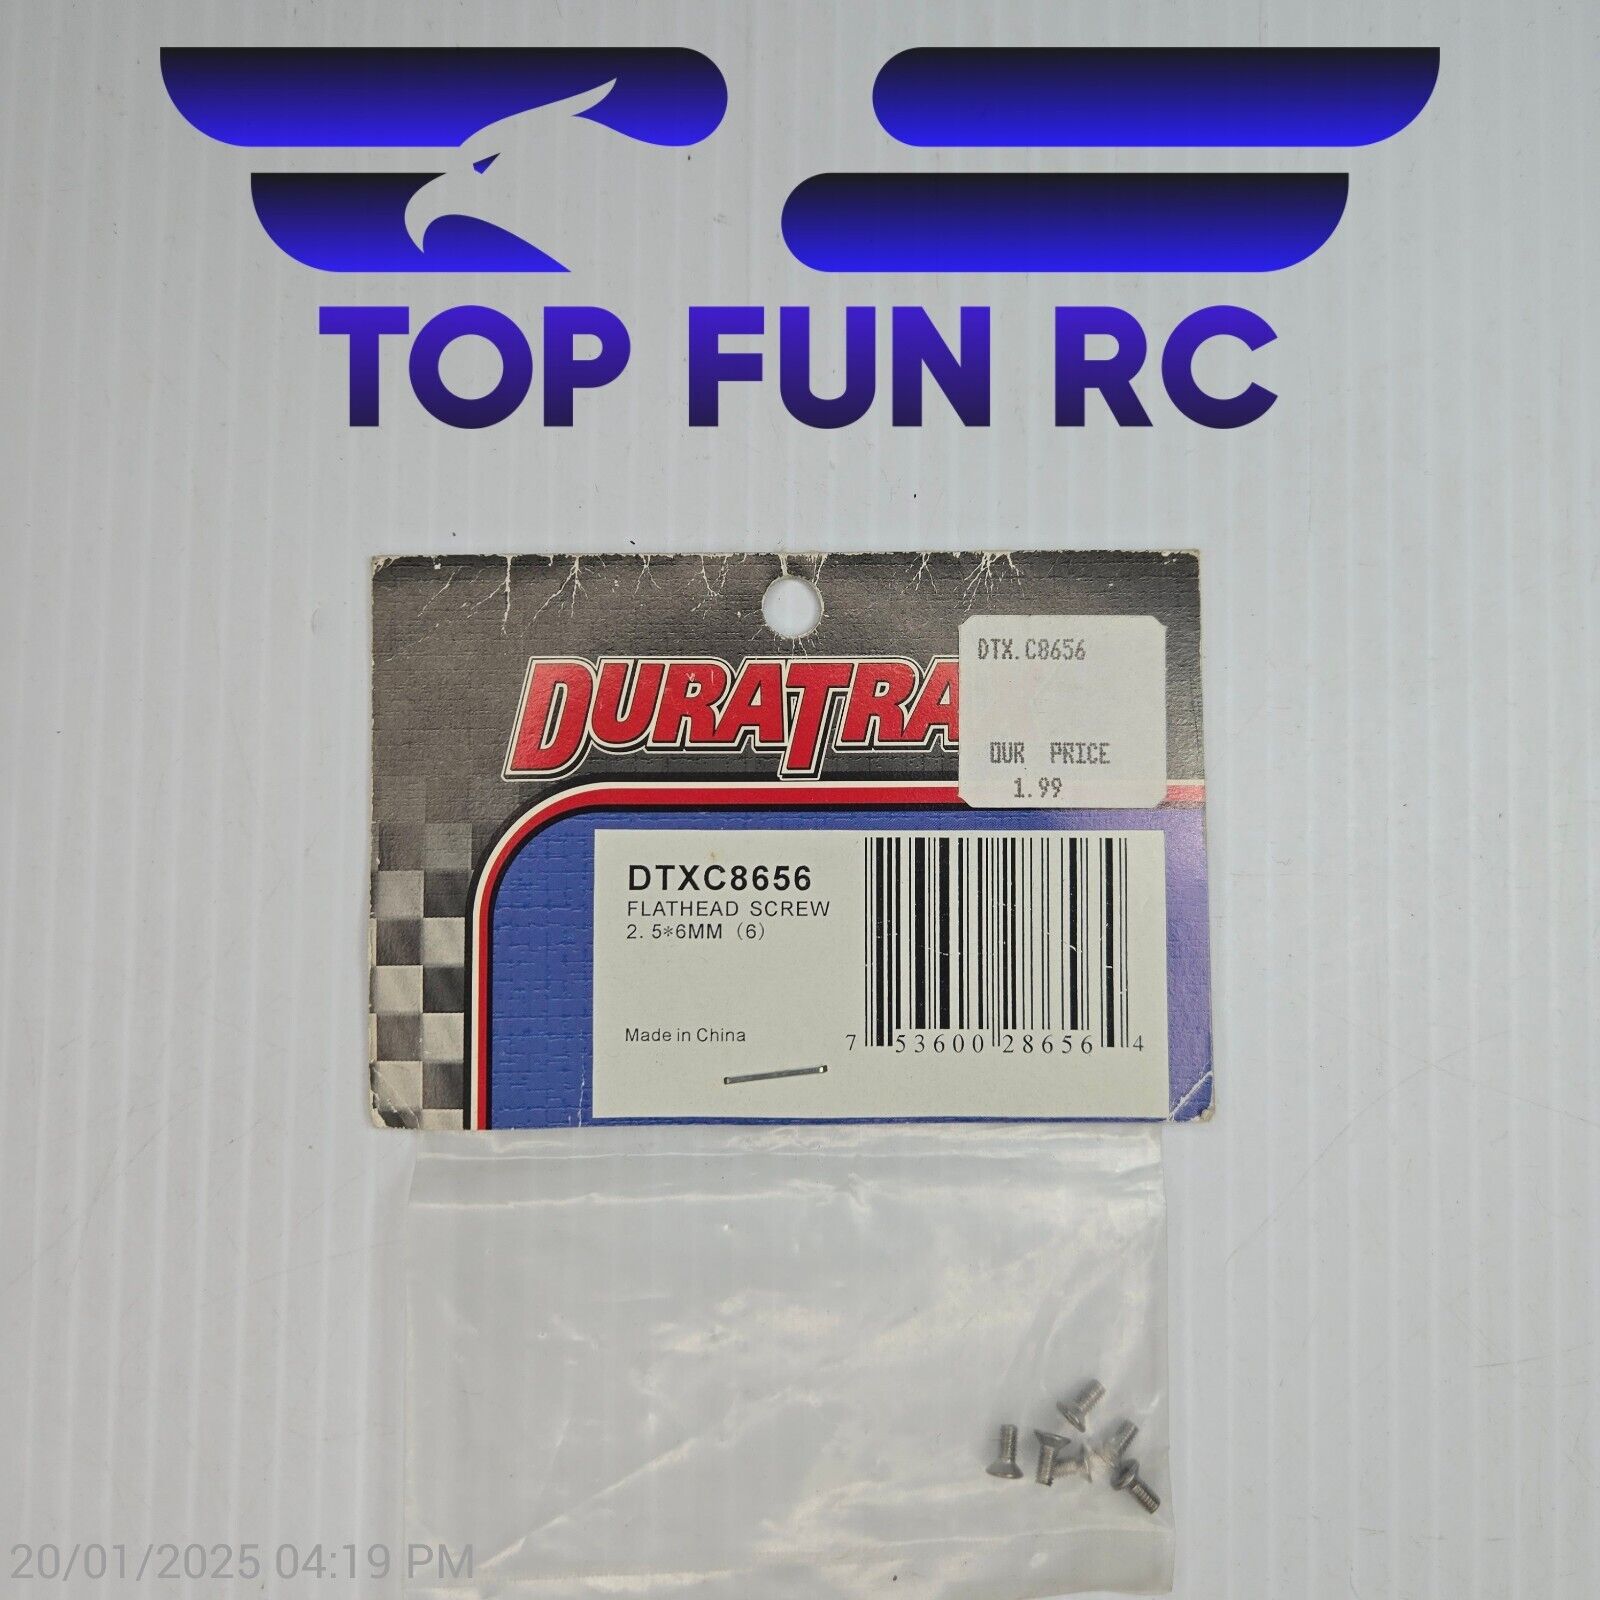 TOP FUN RC
DURATRA
DTX.C8656
OUR PRICE
1.99
DTXC8656
FLATHEAD SCREW
2.5*6MM (6)
Made in China
7 53600 28656 4
20/01/2025 04:19 PM